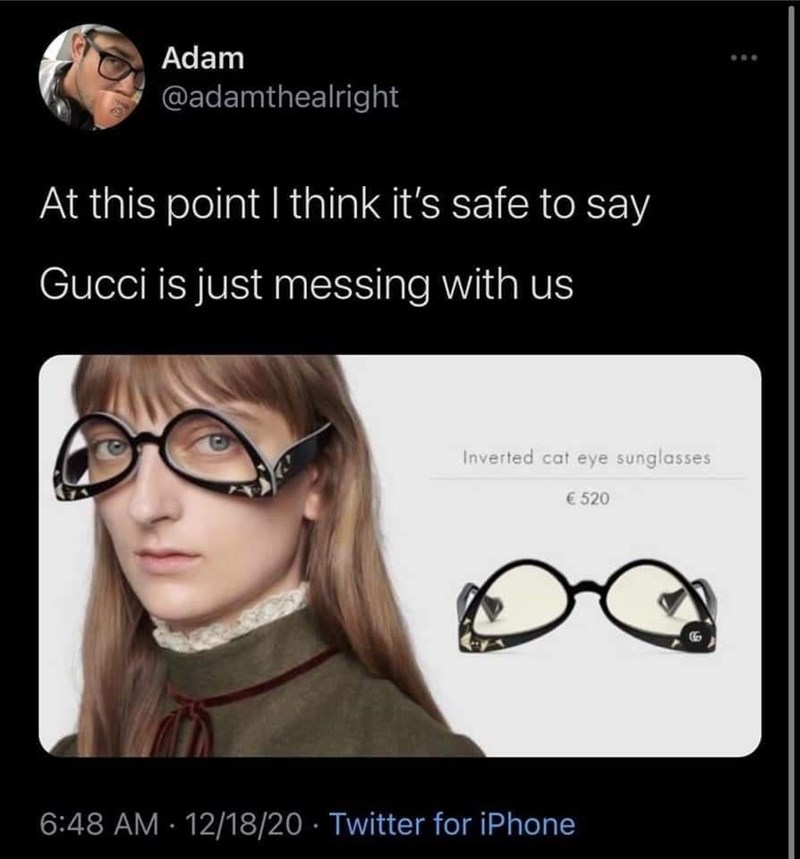 Adam
@adamthealright
At this point I think it's safe to say
Gucci is just messing with us
Inverted cat eye sunglasses
€ 520
6:48 AM · 12/18/20 · Twitter for iPhone